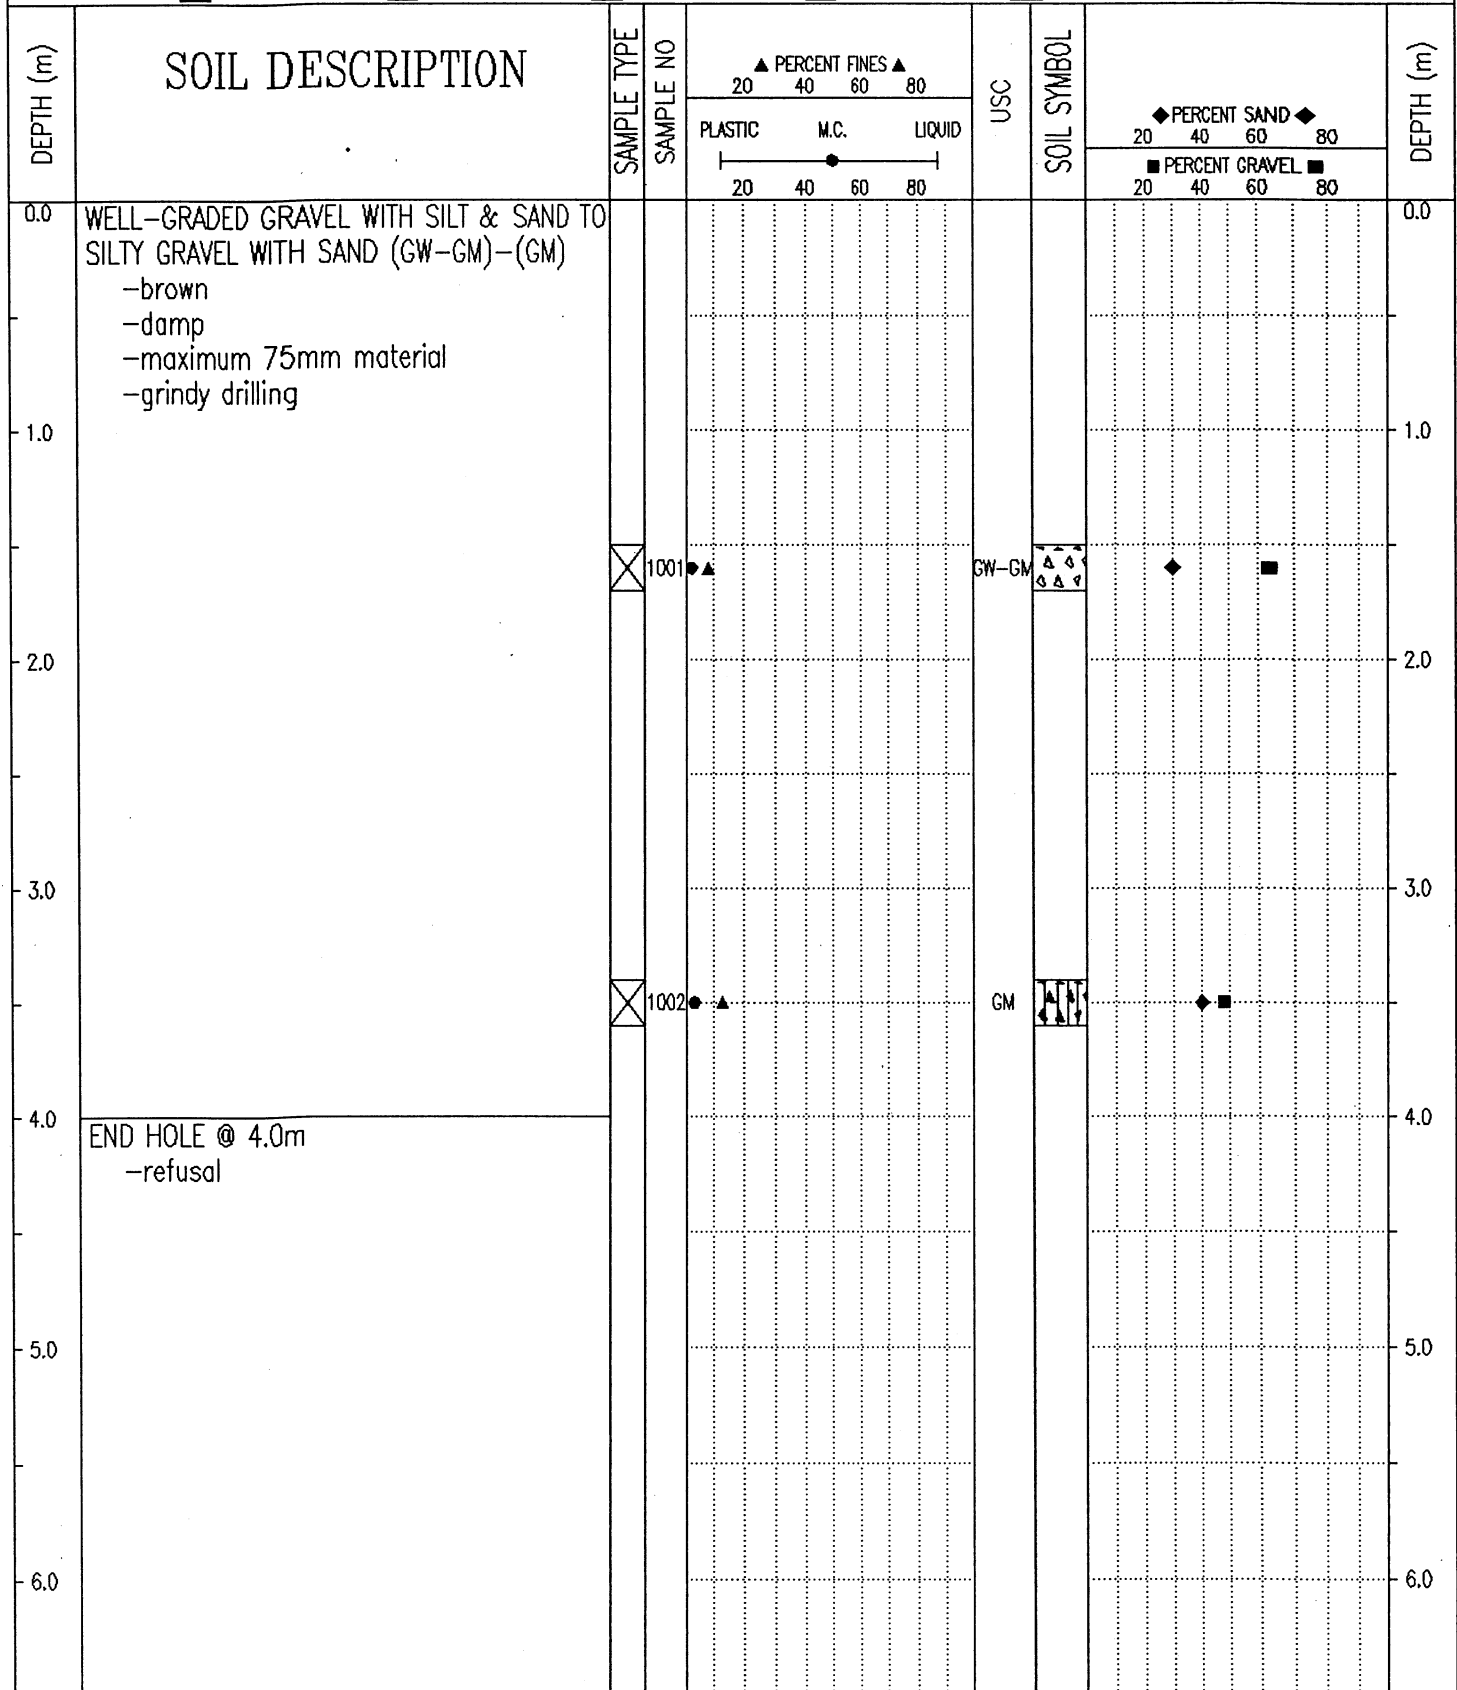 DEPTH (m)
SOIL DESCRIPTION
SAMPLE TYPE
SAMPLE NO
▲ PERCENT FINES ▲
20 40 60 80
PLASTIC M.C. LIQUID
20 40 60 80
USC
SOIL SYMBOL
◆ PERCENT SAND ◆
20 40 60 80
■ PERCENT GRAVEL ■
20 40 60 80
DEPTH (m)
0.0 WELL-GRADED GRAVEL WITH SILT & SAND TO 0.0
SILTY GRAVEL WITH SAND (GW-GM)-(GM)
-brown
-damp
-maximum 75mm material
-grindy drilling
1.0 1.0
1001 GW-GM
2.0 2.0
3.0 3.0
1002 GM
4.0 4.0
END HOLE @ 4.0m
-refusal
5.0 5.0
6.0 6.0